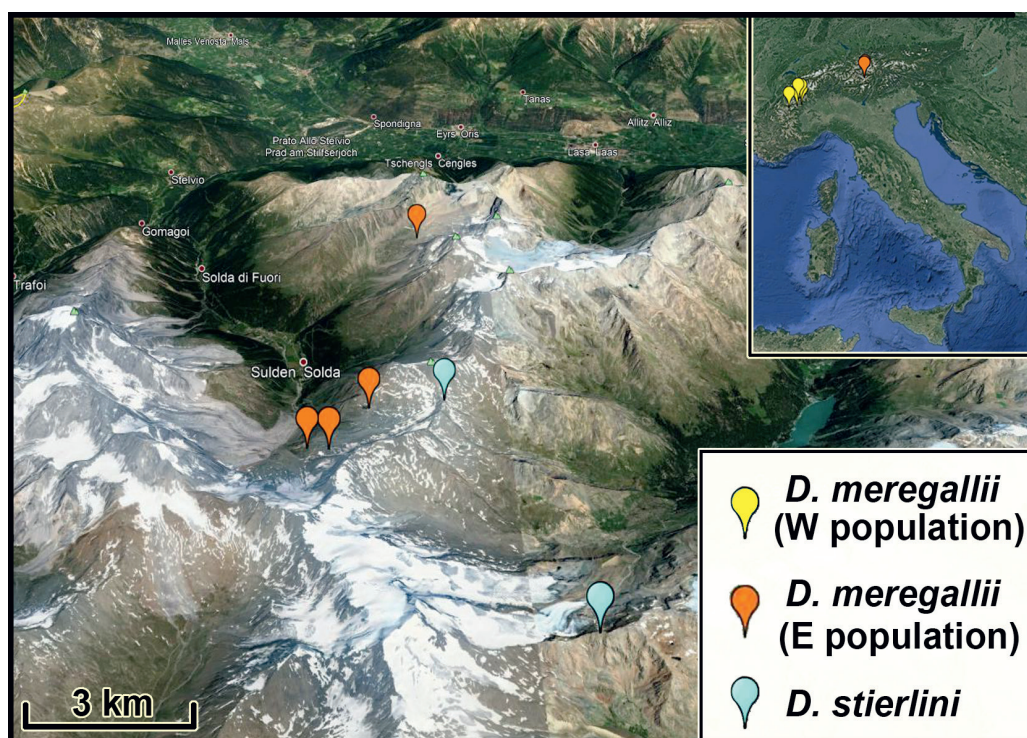 Malles Venosta Mals
Tanas
Spondigna
Allitz Alliz
Prato Allo Stelvio
Prad am Stilfserjoch
Eyrs Oris
Lasa Laas
Tschengls Cengles
Stelvio
Gomagoi
Solda di Fuori
Trafoi
Sulden Solda
3 km
D. meregallii
(W population)
D. meregallii
(E population)
D. stierlini